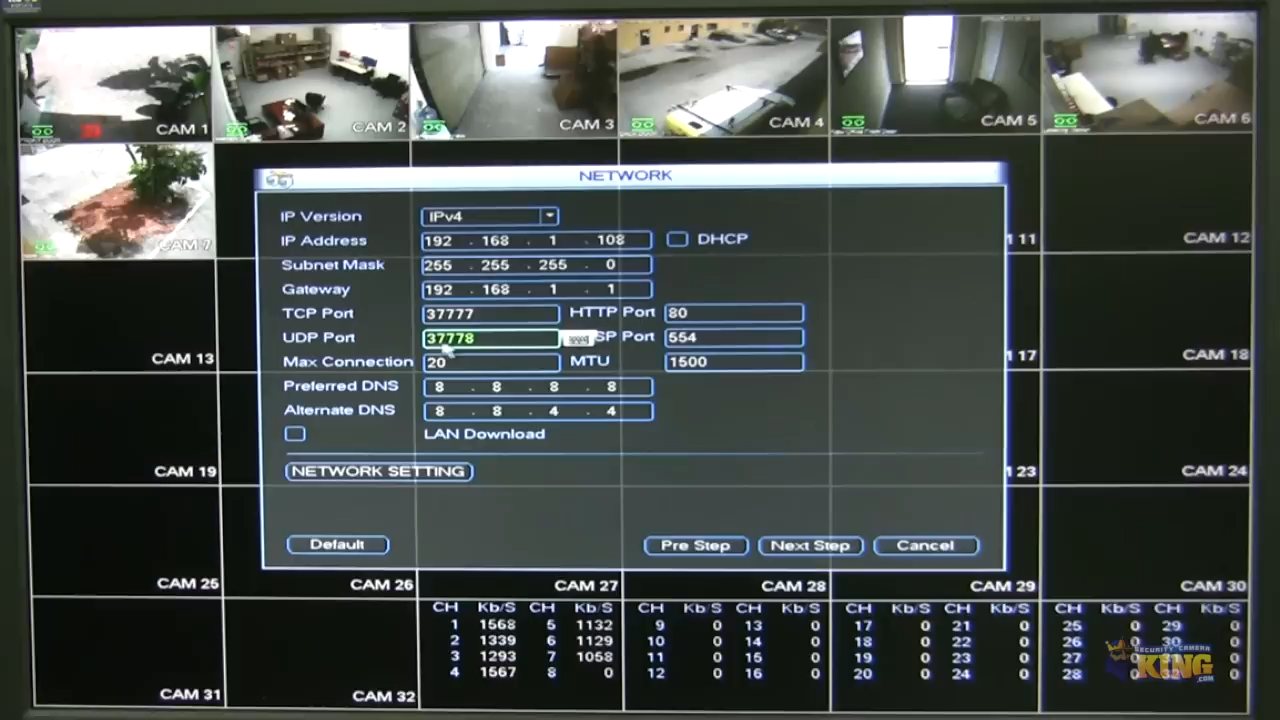 CAM 1
CAM 2
CAM 3
CAM 4
CAM 5
CAM 6
CAM 7
NETWORK
IP Version IPv4
IP Address 192 . 168 . 1 . 108 DHCP
11
CAM 12
Subnet Mask 255 . 255 . 255 . 0
Gateway 192 . 168 . 1 . 1
TCP Port 37777 HTTP Port 80
UDP Port 37778 SP Port 554
CAM 13
17
CAM 18
Max Connection 20 MTU 1500
Preferred DNS 8 . 8 . 8 . 8
Alternate DNS 8 . 8 . 4 . 4
LAN Download
NETWORK SETTING
CAM 19
23
CAM 24
Default Pre Step Next Step Cancel
CAM 25
CAM 26
CAM 27
CAM 28
CAM 29
CAM 30
CH Kb/S CH Kb/S CH Kb/S CH Kb/S CH Kb/S CH Kb/S CH Kb/S CH Kb/S
1 1568 5 1132 9 0 13 0 17 0 21 0 25 0 29 0
2 1339 6 1129 10 0 14 0 18 0 22 0 26 0 30 0
3 1293 7 1058 11 0 15 0 19 0 23 0 27 0
4 1567 8 0 12 0 16 0 20 0 24 0 28 0
SECURITY CAMERA
KING
.COM
CAM 31
CAM 32